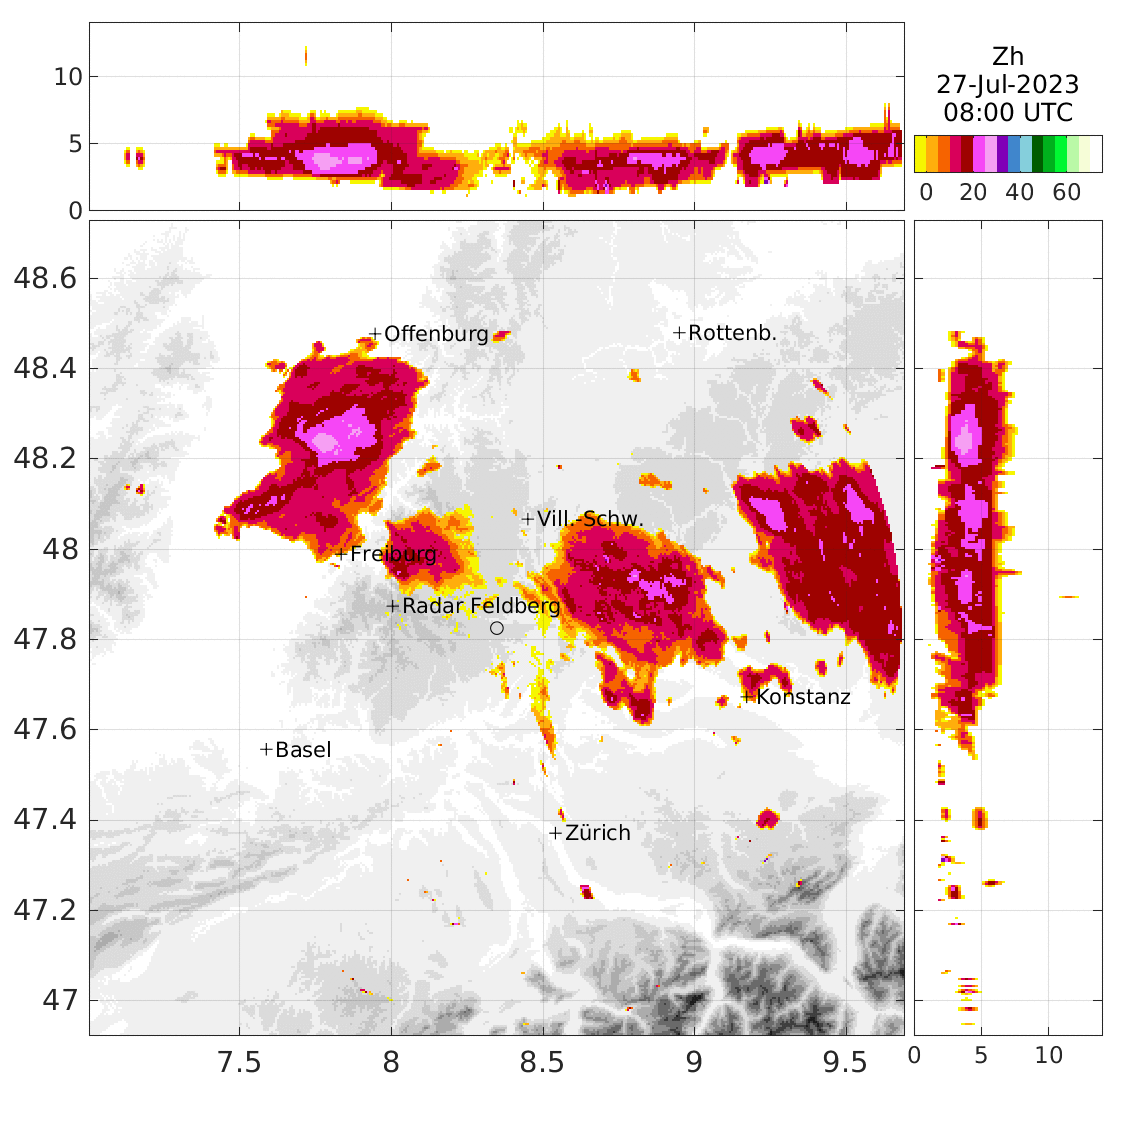 10
5
0
Zh
27-Jul-2023
08:00 UTC
0 20 40 60
48.6
48.4
48.2
48
47.8
47.6
47.4
47.2
47
Offenburg
Rottenb.
Vill.-Schw.
Freiburg
Radar Feldberg
Konstanz
Basel
Zürich
7.5 8 8.5 9 9.5
0 5 10